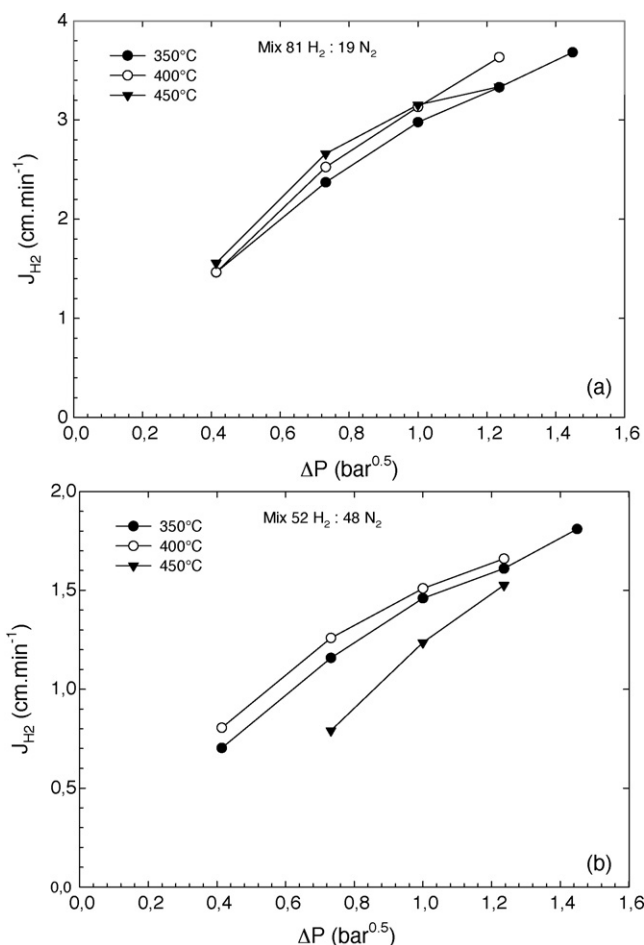 4
350°C
400°C
450°C
Mix 81 H₂ : 19 N₂
3
2
1
0
J_H2 (cm.min⁻¹)
(a)
0,0 0,2 0,4 0,6 0,8 1,0 1,2 1,4 1,6
ΔP (bar⁰·⁵)
2,0
350°C
400°C
450°C
Mix 52 H₂ : 48 N₂
1,5
1,0
0,5
0,0
J_H2 (cm.min⁻¹)
(b)
0,0 0,2 0,4 0,6 0,8 1,0 1,2 1,4 1,6
ΔP (bar⁰·⁵)